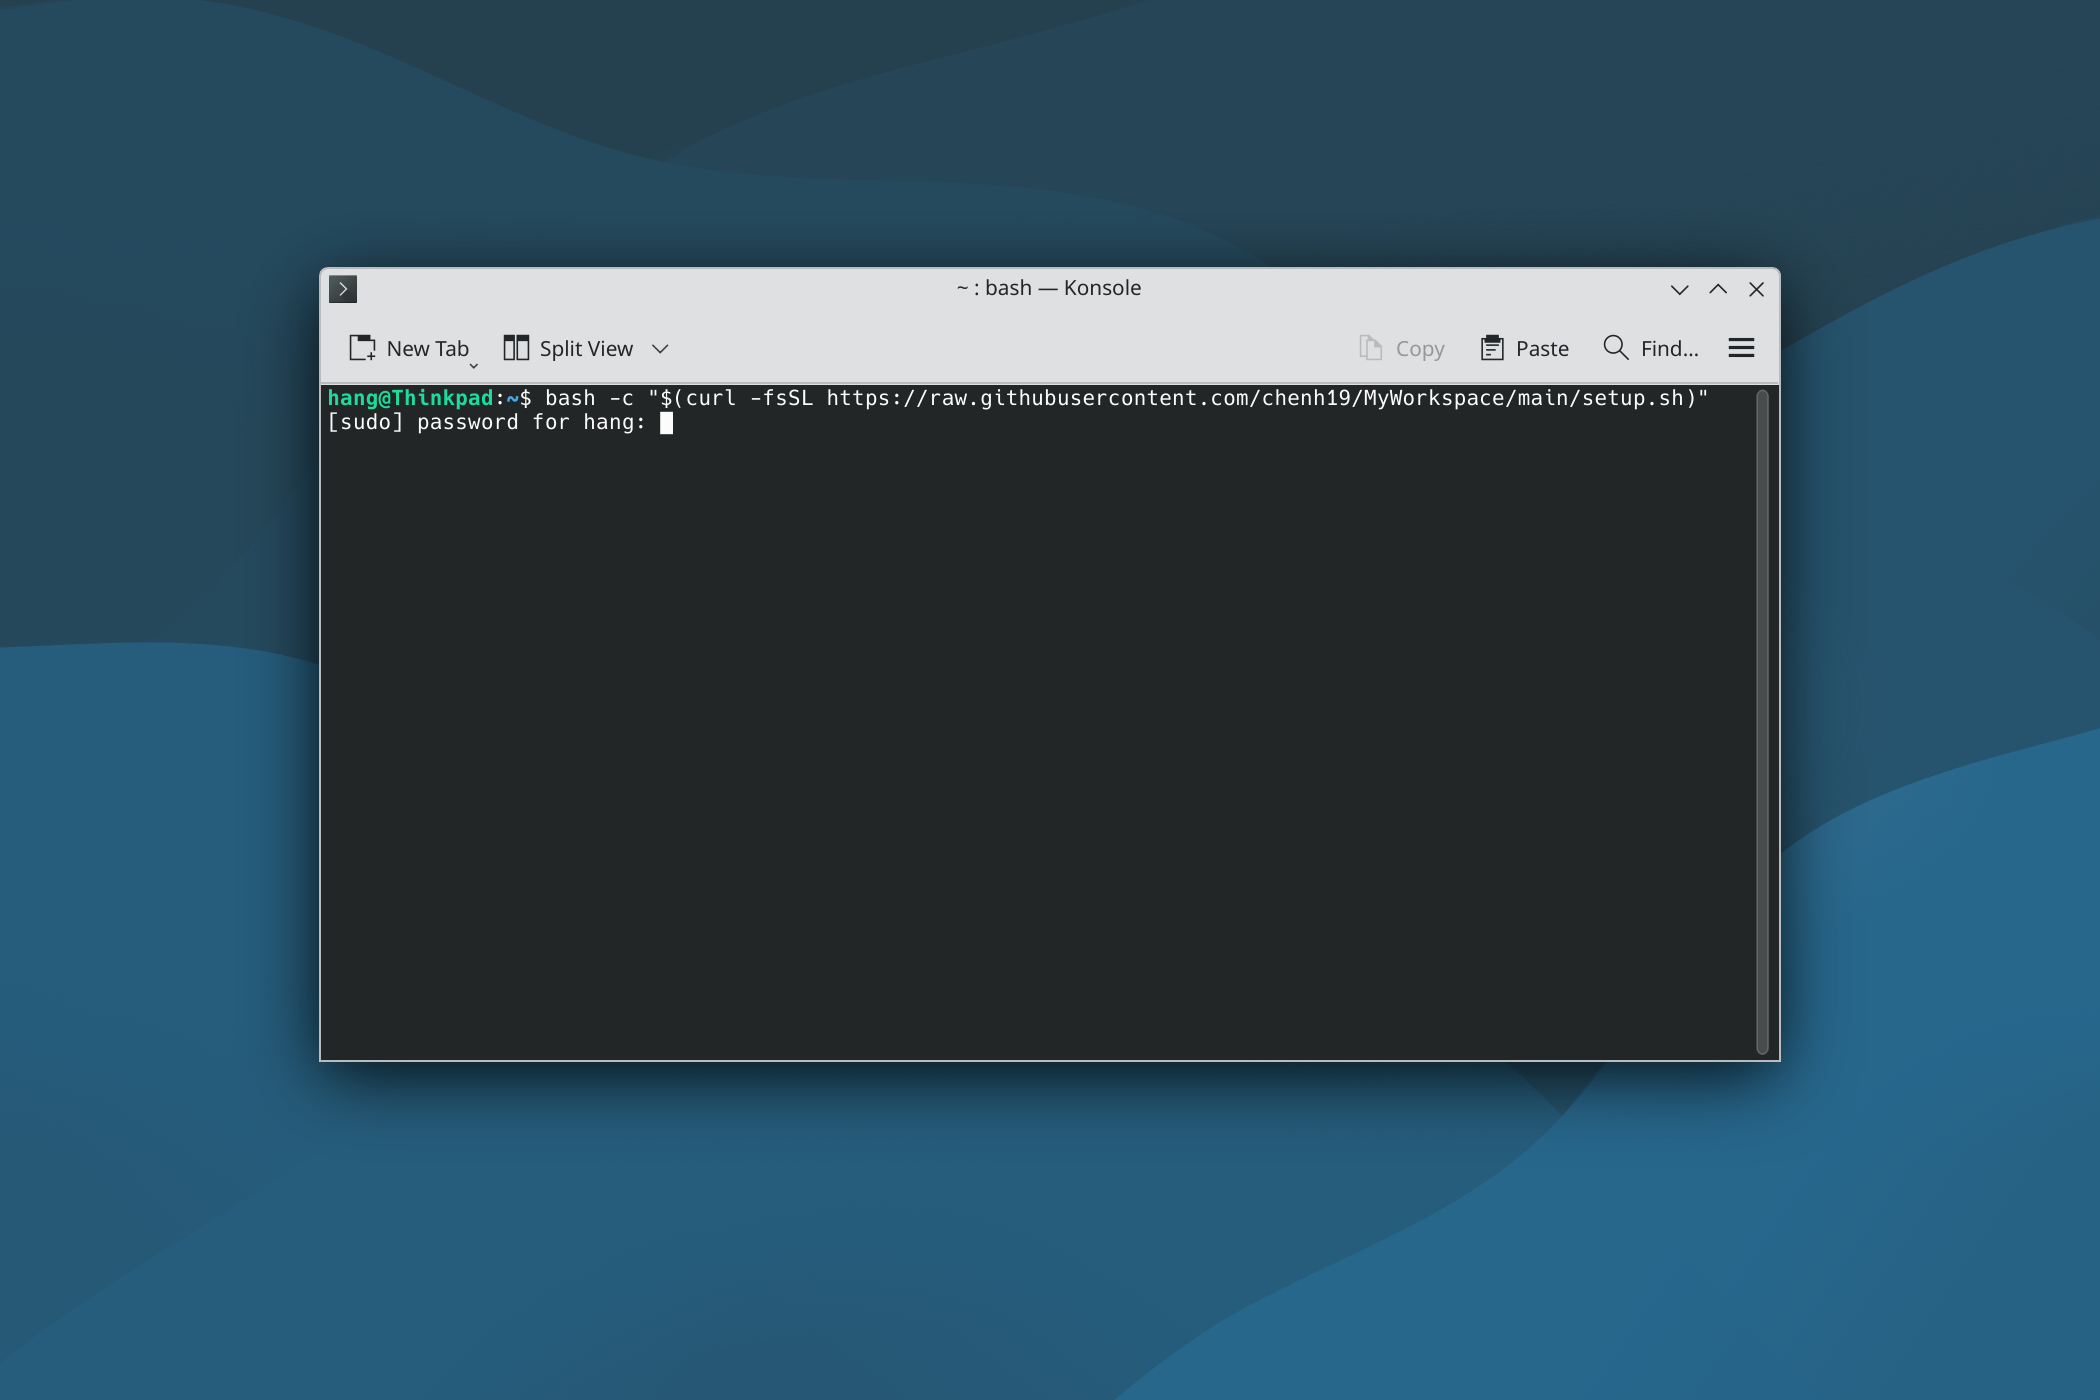 ~ : bash — Konsole
New Tab Split View Copy Paste Find...
hang@Thinkpad:~$ bash -c "$(curl -fsSL https://raw.githubusercontent.com/chenh19/MyWorkspace/main/setup.sh)"
[sudo] password for hang: